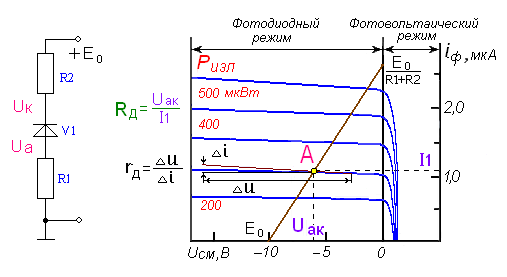 Фотодиодный режим
Фотовольтаический режим
+E₀
R2
Uк
V1
Uа
R1
Rд = Uак / I1
rд = Δu / Δi
Pизл
500 мкВт
400
200
Δi
Δu
A
E₀
R1+R2
iф, мкА
2,0
I1
1,0
E₀
Uак
Uсм, В
–10
–5
0
0